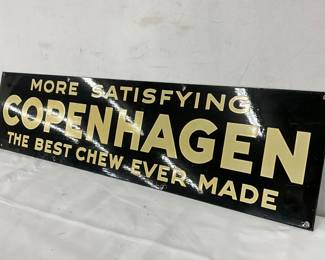 MORE SATISFYING
COPENHAGEN
THE BEST CHEW EVER MADE